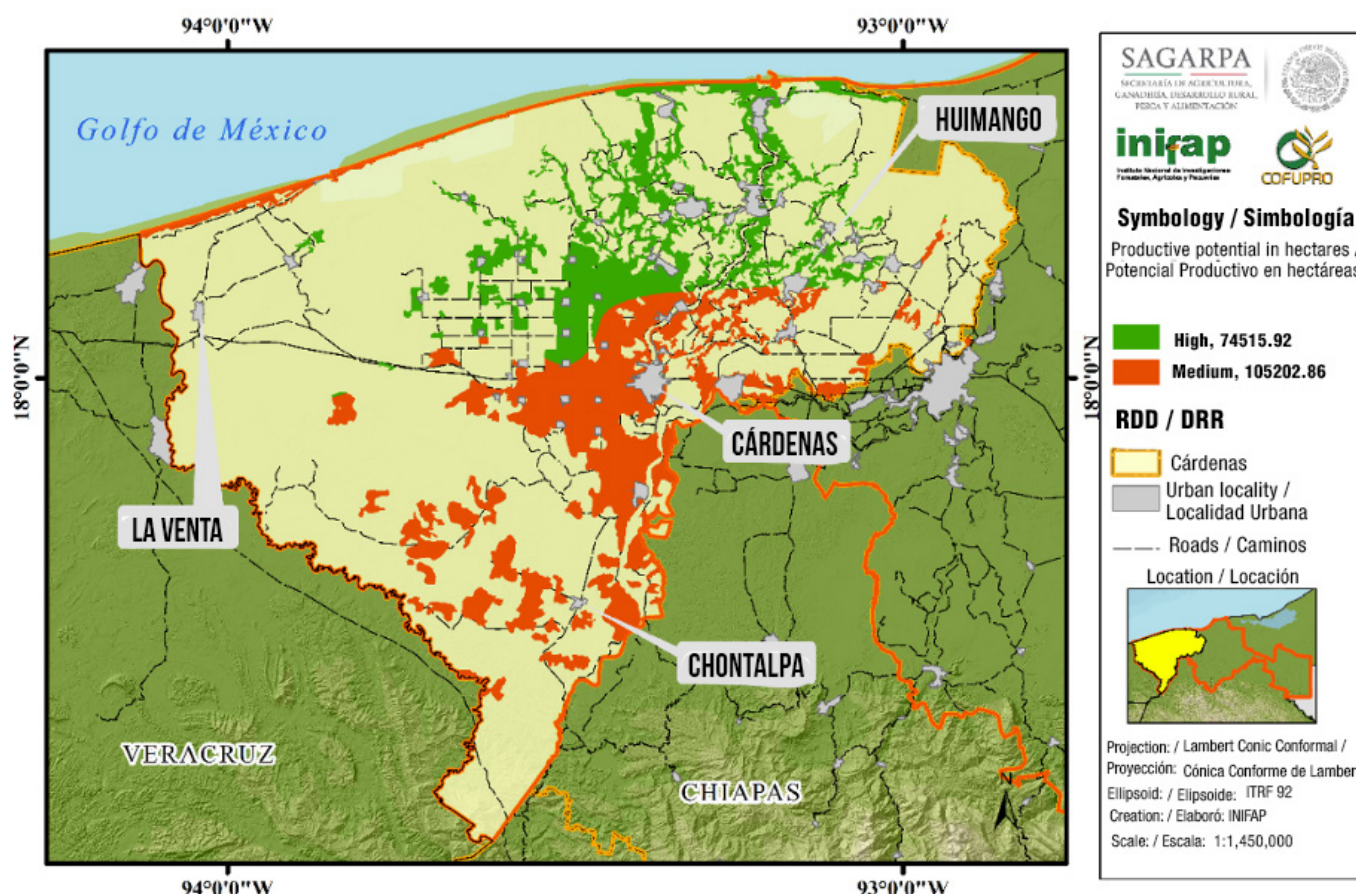 94°0'0"W
93°0'0"W
Golfo de México
HUIMANGO
18°0'0"N
18°0'0"N
CÁRDENAS
LA VENTA
CHONTALPA
VERACRUZ
CHIAPAS
N
94°0'0"W
93°0'0"W
SAGARPA
SECRETARÍA DE AGRICULTURA,
GANADERÍA, DESARROLLO RURAL,
PESCA Y ALIMENTACIÓN
inifap
Instituto Nacional de Investigaciones
Forestales, Agrícolas y Pecuarias
COFUPRO
Symbology / Simbología
Productive potential in hectares /
Potencial Productivo en hectáreas
High, 74515.92
Medium, 105202.86
RDD / DRR
Cárdenas
Urban locality /
Localidad Urbana
Roads / Caminos
Location / Locación
Projection: / Lambert Conic Conformal /
Proyección: Cónica Conforme de Lamber
Ellipsoid: / Elipsoide: ITRF 92
Creation: / Elaboró: INIFAP
Scale: / Escala: 1:1,450,000